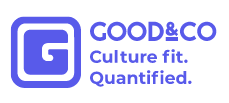 G
GOOD&CO
Culture fit.
Quantified.